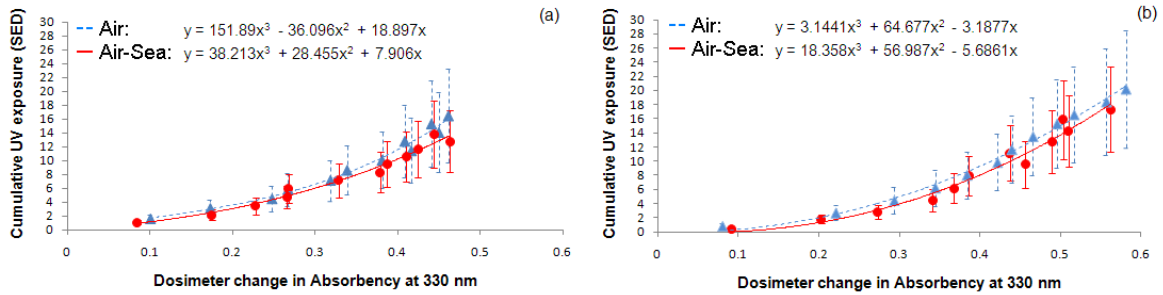 (a)
Air: y = 151.89x³ - 36.096x² + 18.897x
Air-Sea: y = 38.213x³ + 28.455x² + 7.906x
Cumulative UV exposure (SED)
30
28
26
24
22
20
18
16
14
12
10
8
6
4
2
0
0 0.1 0.2 0.3 0.4 0.5 0.6
Dosimeter change in Absorbency at 330 nm
(b)
Air: y = 3.1441x³ + 64.677x² - 3.1877x
Air-Sea: y = 18.358x³ + 56.987x² - 5.6861x
Cumulative UV exposure (SED)
30
28
26
24
22
20
18
16
14
12
10
8
6
4
2
0
0 0.1 0.2 0.3 0.4 0.5 0.6
Dosimeter change in Absorbency at 330 nm